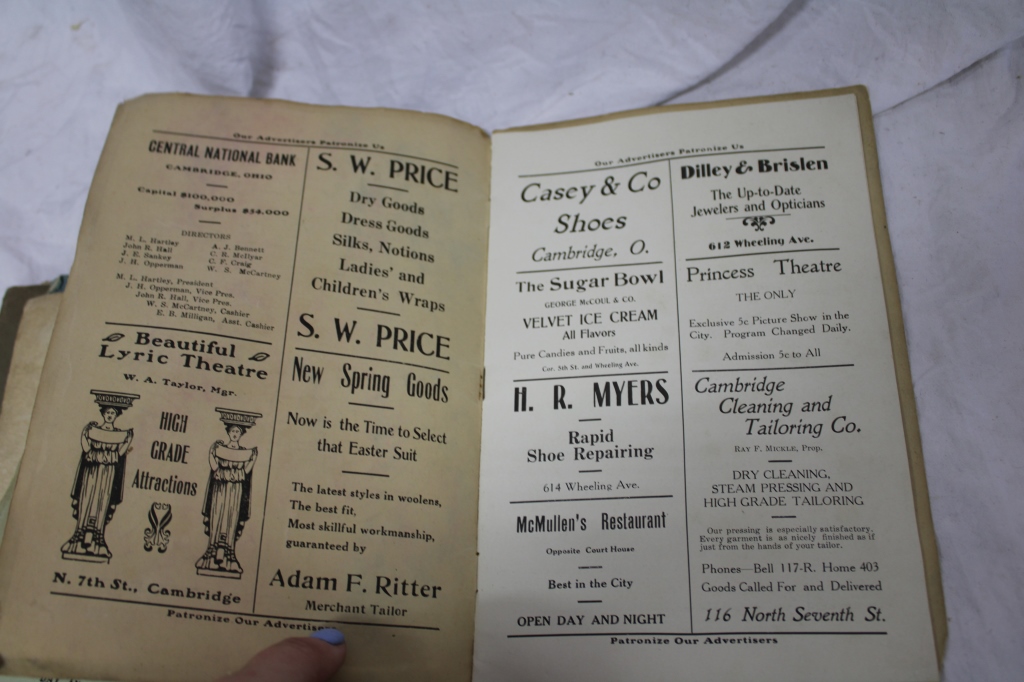 Our Advertisers Patronize Us
CENTRAL NATIONAL BANK
CAMBRIDGE, OHIO
Capital $100,000
Surplus $34,000
DIRECTORS
M. L. Hartley
John R. Hall
J. E. Sankey
J. H. Opperman
A. J. Bennett
C. R. McIlyar
C. F. Craig
W. S. McCartney
M. L. Hartley, President
J. H. Opperman, Vice Pres.
John R. Hall, Vice Pres.
W. S. McCartney, Cashier
E. B. Milligan, Asst. Cashier
Beautiful
Lyric Theatre
W. A. Taylor, Mgr.
HIGH
GRADE
Attractions
N. 7th St., Cambridge
S. W. PRICE
Dry Goods
Dress Goods
Silks, Notions
Ladies' and
Children's Wraps
S. W. PRICE
New Spring Goods
Now is the Time to Select
that Easter Suit
The latest styles in woolens,
The best fit,
Most skillful workmanship,
guaranteed by
Adam F. Ritter
Merchant Tailor
Patronize Our Advertisers
Our Advertisers Patronize Us
Casey & Co
Shoes
Cambridge, O.
The Sugar Bowl
GEORGE MCCOUL & CO.
VELVET ICE CREAM
All Flavors
Pure Candies and Fruits, all kinds
Cor. 5th St. and Wheeling Ave.
H. R. MYERS
Rapid
Shoe Repairing
614 Wheeling Ave.
McMullen's Restaurant
Opposite Court House
Best in the City
OPEN DAY AND NIGHT
Dilley & Brislen
The Up-to-Date
Jewelers and Opticians
612 Wheeling Ave.
Princess Theatre
THE ONLY
Exclusive 5c Picture Show in the
City. Program Changed Daily.
Admission 5c to All
Cambridge
Cleaning and
Tailoring Co.
RAY F. MICKLE, Prop.
DRY CLEANING,
STEAM PRESSING AND
HIGH GRADE TAILORING
Our pressing is especially satisfactory.
Every garment is as nicely finished as if
just from the hands of your tailor.
Phones—Bell 117-R. Home 403
Goods Called For and Delivered
116 North Seventh St.
Patronize Our Advertisers